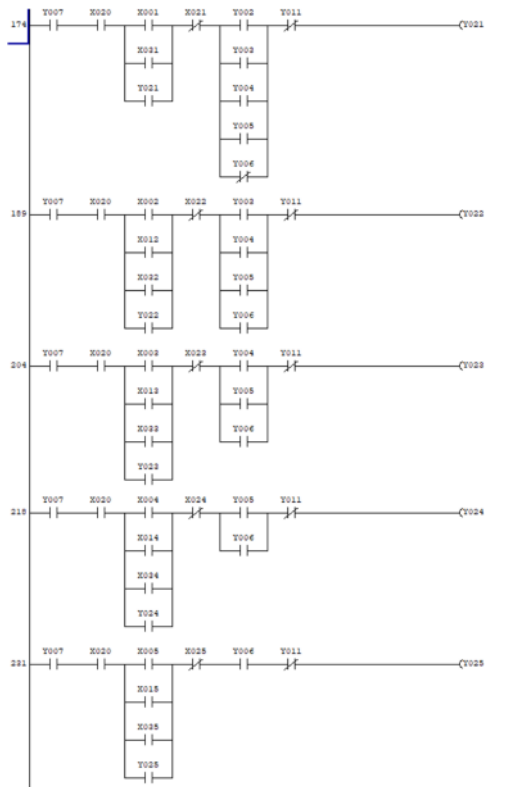 Y007 X020 X001 X021 Y002 Y011
174 (Y021
X031 Y003
Y021 Y004
Y005
Y006
Y007 X020 X002 X022 Y003 Y011
189 (Y022
X012 Y004
X032 Y005
Y022 Y006
Y007 X020 X003 X023 Y004 Y011
204 (Y023
X013 Y005
X033 Y006
Y023
Y007 X020 X004 X024 Y005 Y011
218 (Y024
X014 Y006
X034
Y024
Y007 X020 X005 X025 Y006 Y011
231 (Y025
X015
X035
Y025